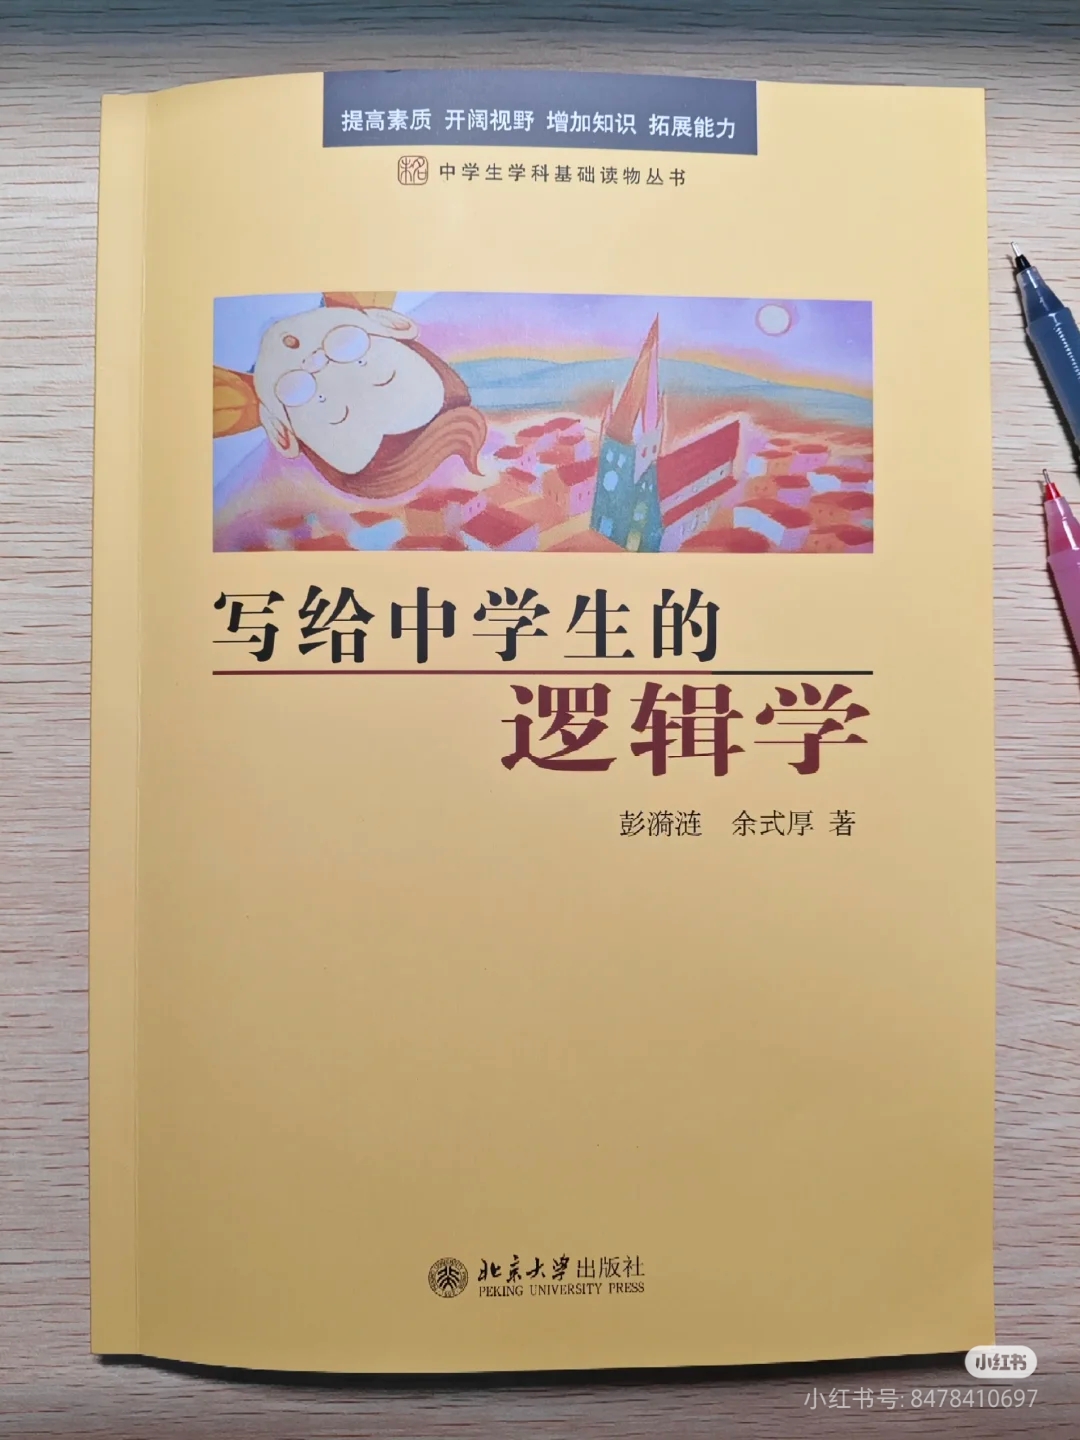 提高素质 开阔视野 增加知识 拓展能力
中学生学科基础读物丛书
写给中学生的
逻辑学
彭漪涟 余式厚 著
北京大学出版社
PEKING UNIVERSITY PRESS
小红书
小红书号: 8478410697